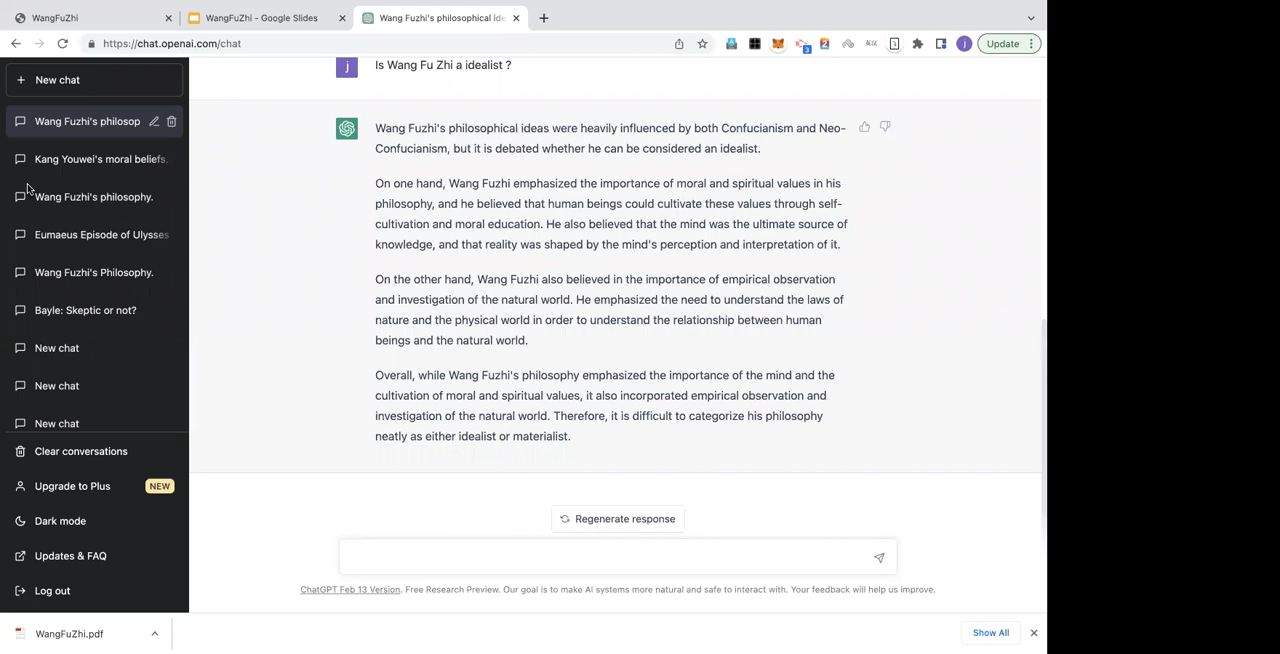 WangFuZhi
WangFuZhi - Google Slides
Wang Fuzhi's philosophical ide
https://chat.openai.com/chat
j
Update
New chat
Wang Fuzhi's philosop
Kang Youwei's moral beliefs.
Wang Fuzhi's philosophy.
Eumaeus Episode of Ulysses
Wang Fuzhi's Philosophy.
Bayle: Skeptic or not?
New chat
New chat
New chat
Clear conversations
Upgrade to Plus NEW
Dark mode
Updates & FAQ
Log out
j
Is Wang Fu Zhi a idealist ?
Wang Fuzhi's philosophical ideas were heavily influenced by both Confucianism and Neo-
Confucianism, but it is debated whether he can be considered an idealist.
On one hand, Wang Fuzhi emphasized the importance of moral and spiritual values in his
philosophy, and he believed that human beings could cultivate these values through self-
cultivation and moral education. He also believed that the mind was the ultimate source of
knowledge, and that reality was shaped by the mind's perception and interpretation of it.
On the other hand, Wang Fuzhi also believed in the importance of empirical observation
and investigation of the natural world. He emphasized the need to understand the laws of
nature and the physical world in order to understand the relationship between human
beings and the natural world.
Overall, while Wang Fuzhi's philosophy emphasized the importance of the mind and the
cultivation of moral and spiritual values, it also incorporated empirical observation and
investigation of the natural world. Therefore, it is difficult to categorize his philosophy
neatly as either idealist or materialist.
Regenerate response
ChatGPT Feb 13 Version. Free Research Preview. Our goal is to make AI systems more natural and safe to interact with. Your feedback will help us improve.
WangFuZhi.pdf
Show All